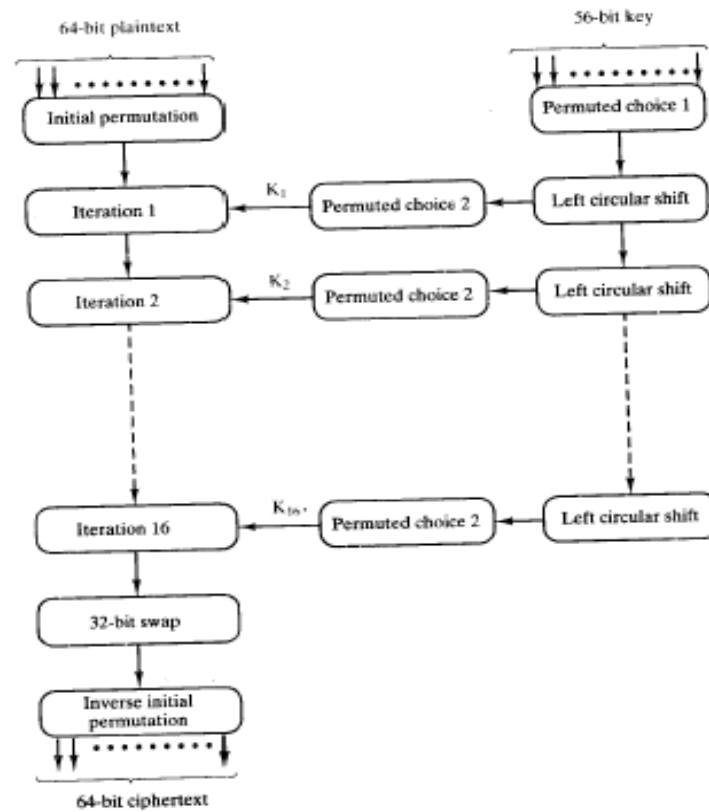 64-bit plaintext
56-bit key
Initial permutation
Permuted choice 1
Iteration 1
K1
Permuted choice 2
Left circular shift
Iteration 2
K2
Permuted choice 2
Left circular shift
Iteration 16
K16
Permuted choice 2
Left circular shift
32-bit swap
Inverse initial
permutation
64-bit ciphertext